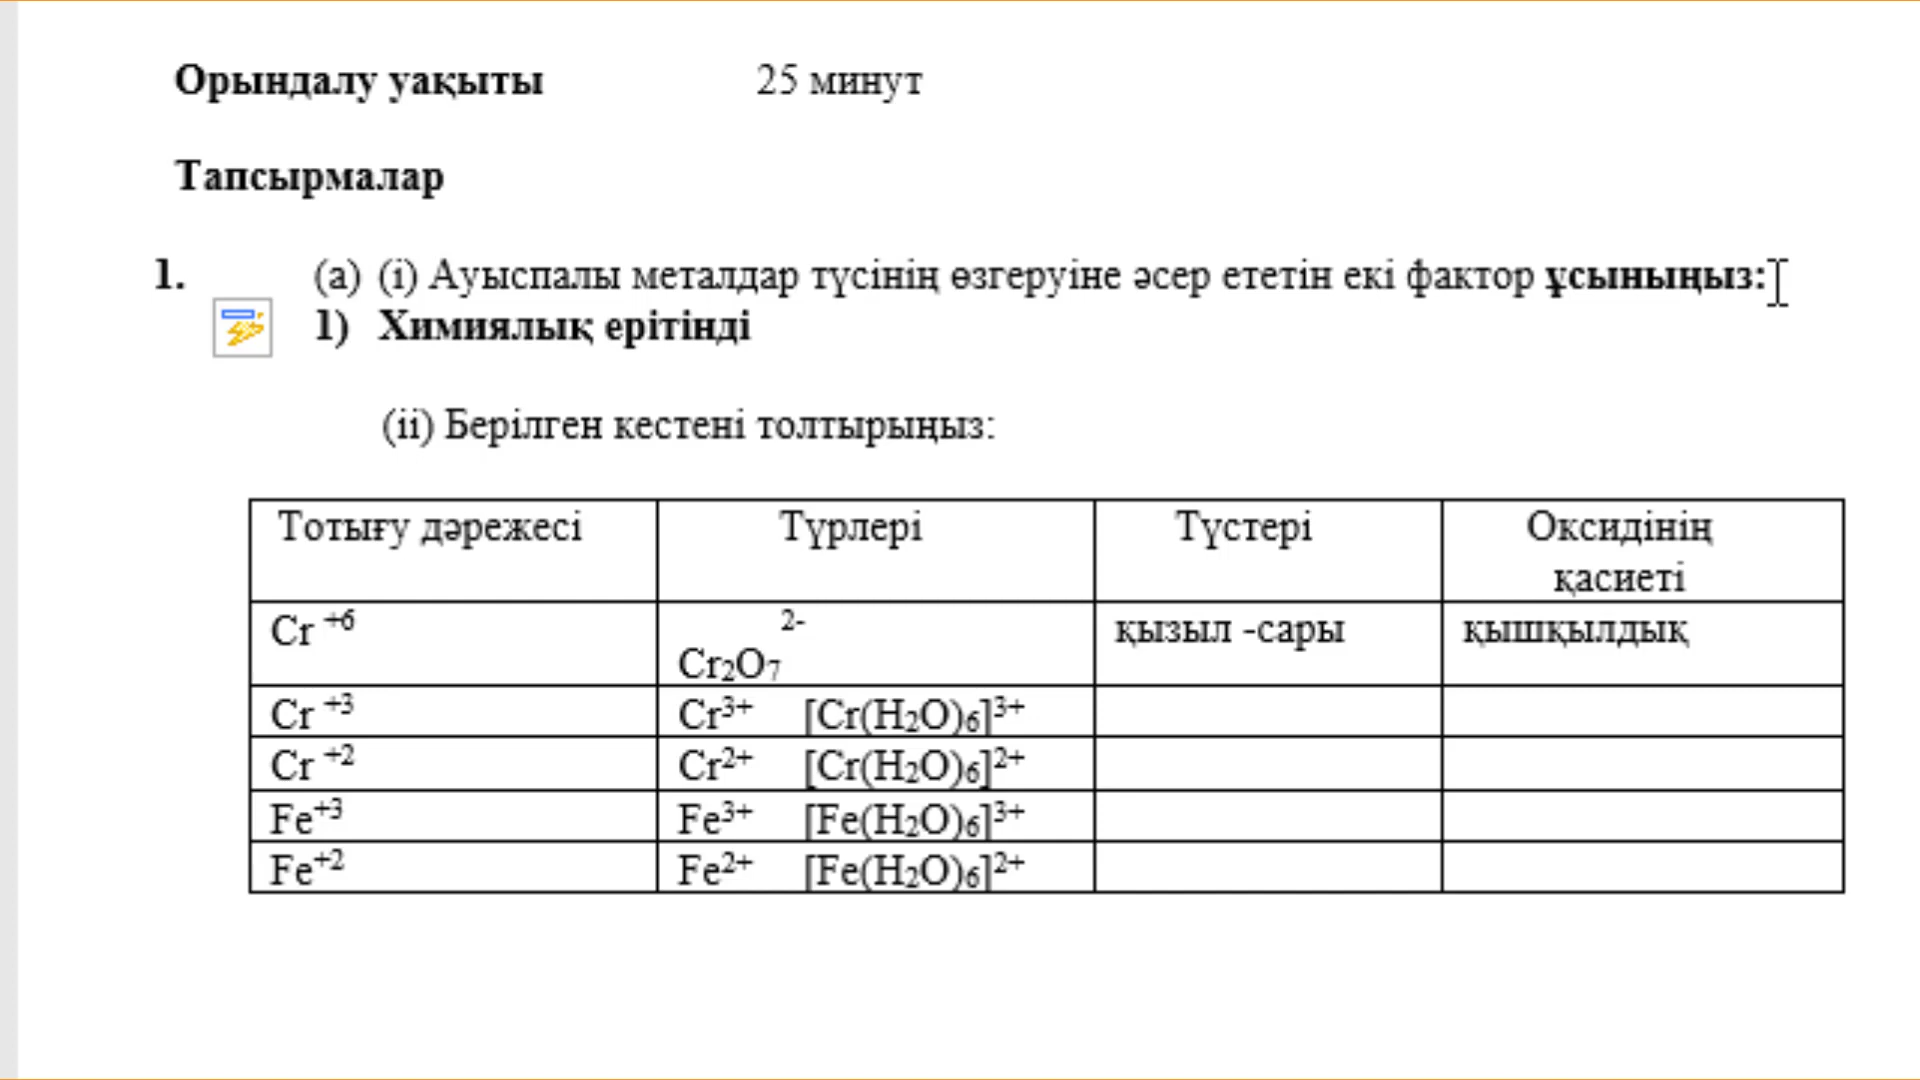 Орындалу уақыты 25 минут
Тапсырмалар
1. (а) (і) Ауыспалы металдар түсінің өзгеруіне әсер ететін екі фактор ұсыныңыз:
1) Химиялық ерітінді
(іі) Берілген кестені толтырыңыз:
Тотығу дәрежесі Түрлері Түстері Оксидінің қасиеті
Cr +6 Cr2O7 2- қызыл -сары қышқылдық
Cr +3 Cr3+ [Cr(H2O)6]3+
Cr +2 Cr2+ [Cr(H2O)6]2+
Fe+3 Fe3+ [Fe(H2O)6]3+
Fe+2 Fe2+ [Fe(H2O)6]2+